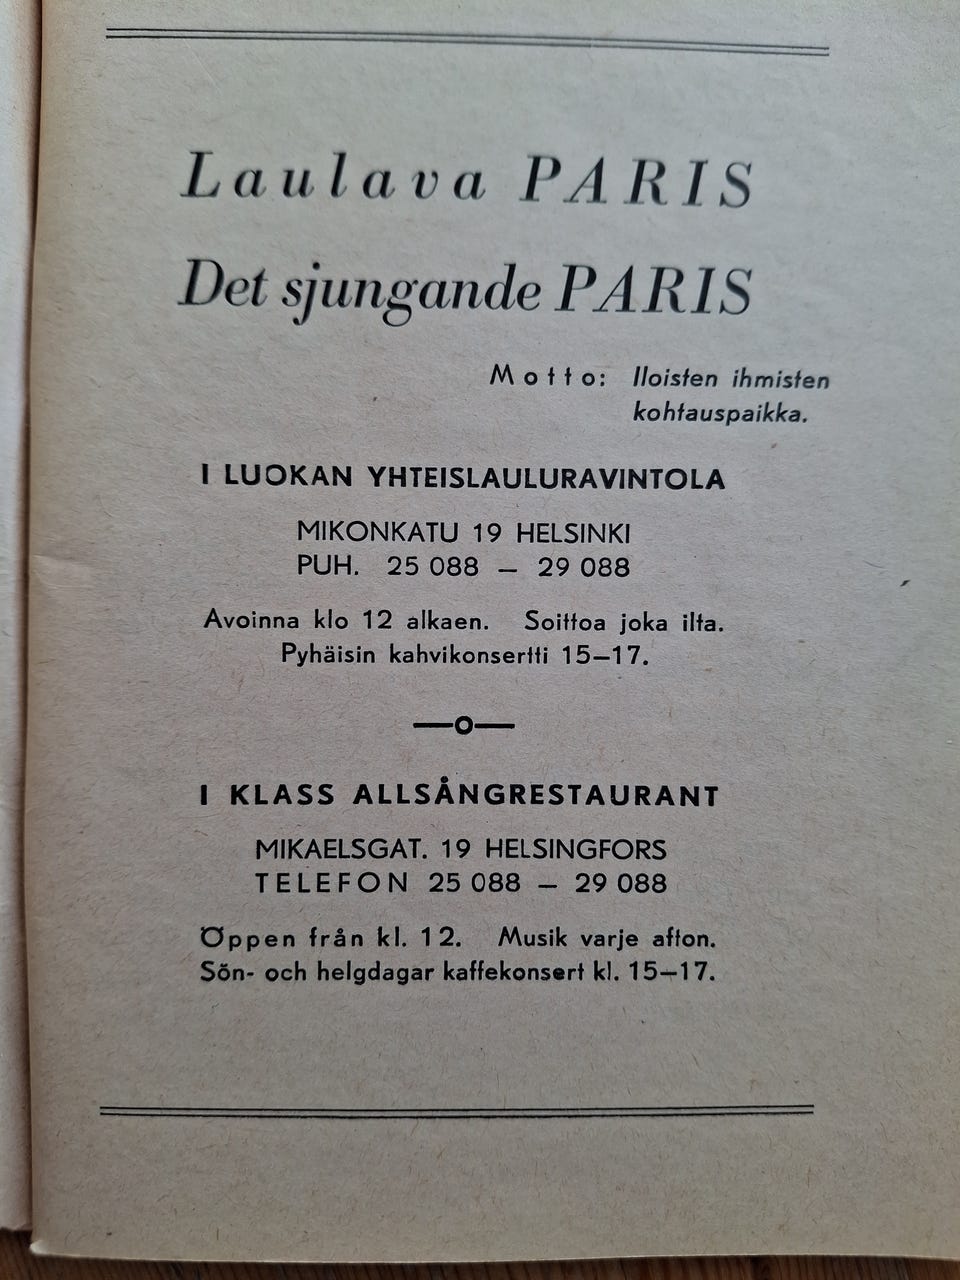 Laulava PARIS
Det sjungande PARIS
Motto: Iloisten ihmisten
kohtauspaikka.
I LUOKAN YHTEISLAULURAVINTOLA
MIKONKATU 19 HELSINKI
PUH. 25 088 — 29 088
Avoinna klo 12 alkaen. Soittoa joka ilta.
Pyhäisin kahvikonsertti 15—17.
I KLASS ALLSÅNGRESTAURANT
MIKAELSGAT. 19 HELSINGFORS
TELEFON 25 088 — 29 088
Öppen från kl. 12. Musik varje afton.
Sön- och helgdagar kaffekonsert kl. 15—17.